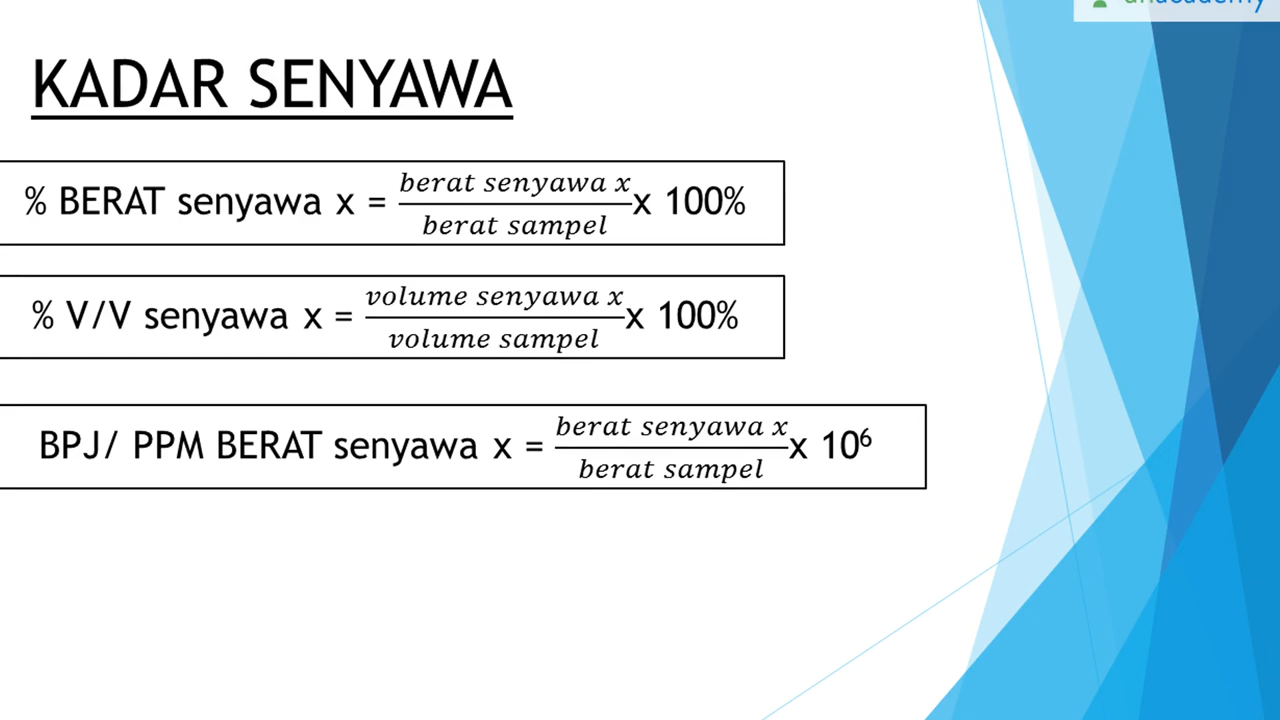 unacademy
KADAR SENYAWA
% BERAT senyawa x = berat senyawa x / berat sampel x 100%
% V/V senyawa x = volume senyawa x / volume sampel x 100%
BPJ/ PPM BERAT senyawa x = berat senyawa x / berat sampel x 10⁶